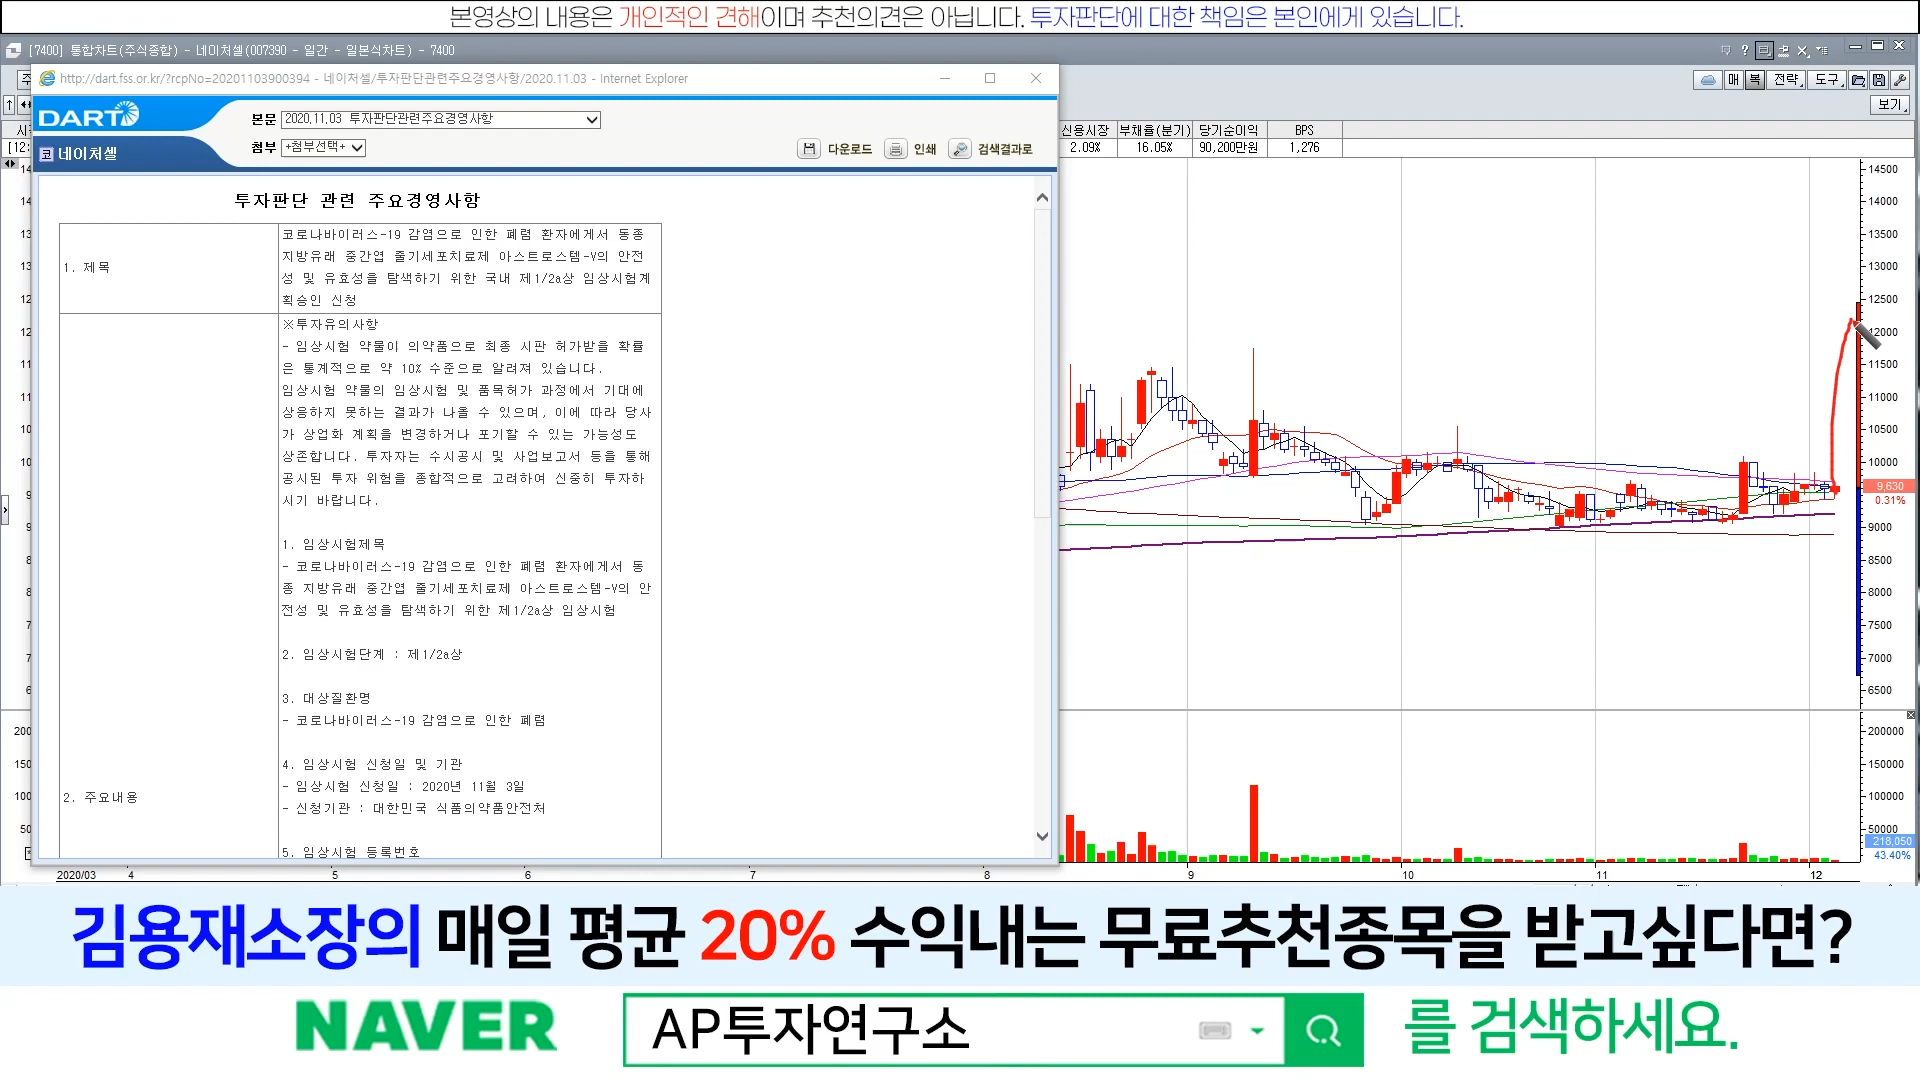 본영상의 내용은 개인적인 견해이며 추천의견은 아닙니다. 투자판단에 대한 책임은 본인에게 있습니다.
[7400] 통합차트(주식종합) - 네이처셀(007390 - 일간 - 일본식차트) - 7400
http://dart.fss.or.kr/?rcpNo=20201103900394 - 네이처셀/투자판단관련주요경영사항/2020.11.03 - Internet Explorer
매 복 전략 도구
보기
DART
본문 2020.11.03 투자판단관련주요경영사항
첨부 +첨부선택+
다운로드 인쇄 검색결과로
코 네이처셀
신용시장 부채율(분기) 당기순이익 BPS
2.09% 16.05% 90,200만원 1,276
투자판단 관련 주요경영사항
1. 제목
코로나바이러스-19 감염으로 인한 폐렴 환자에게서 동종
지방유래 중간엽 줄기세포치료제 아스트로스템-V의 안전
성 및 유효성을 탐색하기 위한 국내 제1/2a상 임상시험계
획승인 신청
2. 주요내용
※투자유의사항
- 임상시험 약물이 의약품으로 최종 시판 허가받을 확률
은 통계적으로 약 10% 수준으로 알려져 있습니다.
임상시험 약물의 임상시험 및 품목허가 과정에서 기대에
상응하지 못하는 결과가 나올 수 있으며, 이에 따라 당사
가 상업화 계획을 변경하거나 포기할 수 있는 가능성도
상존합니다. 투자자는 수시공시 및 사업보고서 등을 통해
공시된 투자 위험을 종합적으로 고려하여 신중히 투자하
시기 바랍니다.
1. 임상시험제목
- 코로나바이러스-19 감염으로 인한 폐렴 환자에게서 동
종 지방유래 중간엽 줄기세포치료제 아스트로스템-V의 안
전성 및 유효성을 탐색하기 위한 제1/2a상 임상시험
2. 임상시험단계 : 제1/2a상
3. 대상질환명
- 코로나바이러스-19 감염으로 인한 폐렴
4. 임상시험 신청일 및 기관
- 임상시험 신청일 : 2020년 11월 3일
- 신청기관 : 대한민국 식품의약품안전처
5. 임상시험 등록번호
14500
14000
13500
13000
12500
12000
11500
11000
10500
10000
9,630
0.31%
9000
8500
8000
7500
7000
6500
200000
150000
100000
50000
218,050
43.40%
2020/03 4 5 6 7 8 9 10 11 12
김용재소장의 매일 평균 20% 수익내는 무료추천종목을 받고싶다면?
NAVER AP투자연구소 를 검색하세요.